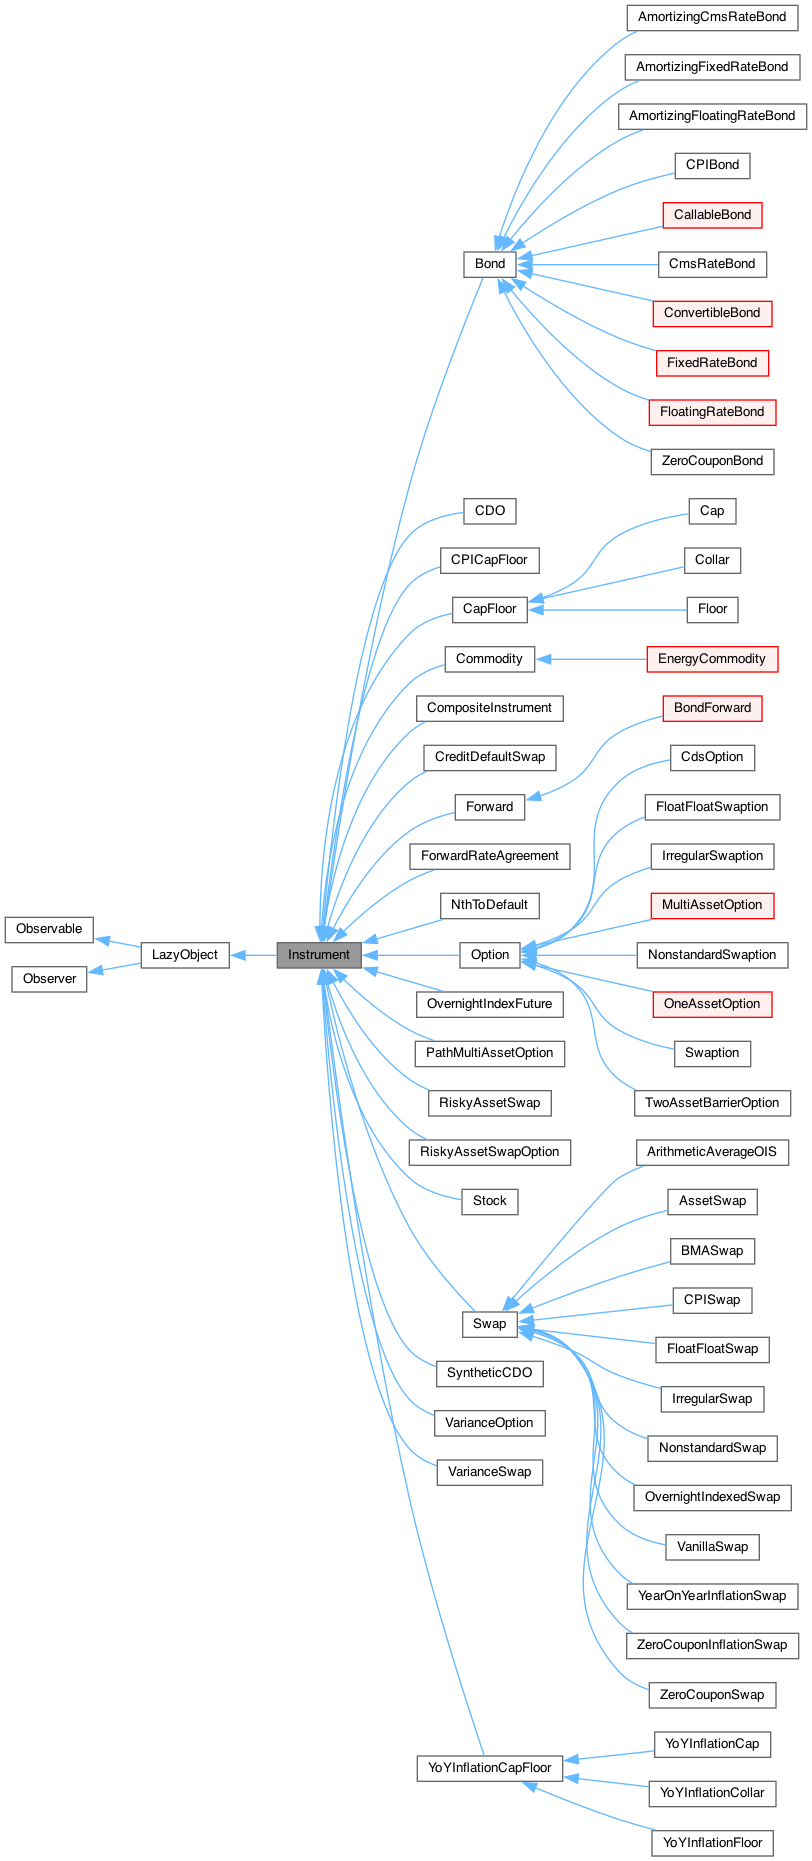 AmortizingCmsRateBond
AmortizingFixedRateBond
AmortizingFloatingRateBond
CPIBond
CallableBond
Bond
CmsRateBond
ConvertibleBond
FixedRateBond
FloatingRateBond
ZeroCouponBond
CDO
Cap
CPICapFloor
Collar
CapFloor
Floor
Commodity
EnergyCommodity
CompositeInstrument
BondForward
CreditDefaultSwap
CdsOption
Forward
FloatFloatSwaption
ForwardRateAgreement
IrregularSwaption
NthToDefault
MultiAssetOption
Observable
LazyObject
Instrument
Option
NonstandardSwaption
Observer
OvernightIndexFuture
OneAssetOption
PathMultiAssetOption
Swaption
RiskyAssetSwap
TwoAssetBarrierOption
RiskyAssetSwapOption
ArithmeticAverageOIS
Stock
AssetSwap
BMASwap
CPISwap
Swap
FloatFloatSwap
SyntheticCDO
IrregularSwap
VarianceOption
NonstandardSwap
VarianceSwap
OvernightIndexedSwap
VanillaSwap
YearOnYearInflationSwap
ZeroCouponInflationSwap
ZeroCouponSwap
YoYInflationCap
YoYInflationCapFloor
YoYInflationCollar
YoYInflationFloor